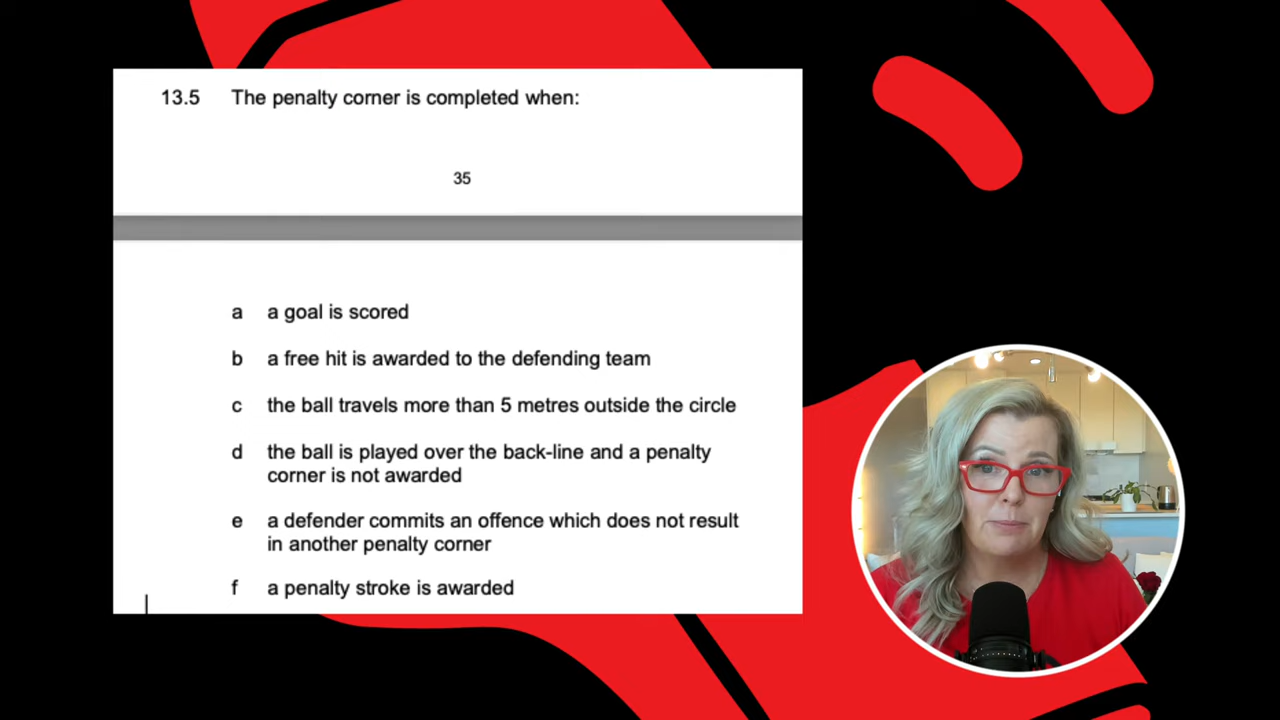 13.5 The penalty corner is completed when:
35
a a goal is scored
b a free hit is awarded to the defending team
c the ball travels more than 5 metres outside the circle
d the ball is played over the back-line and a penalty
corner is not awarded
e a defender commits an offence which does not result
in another penalty corner
f a penalty stroke is awarded